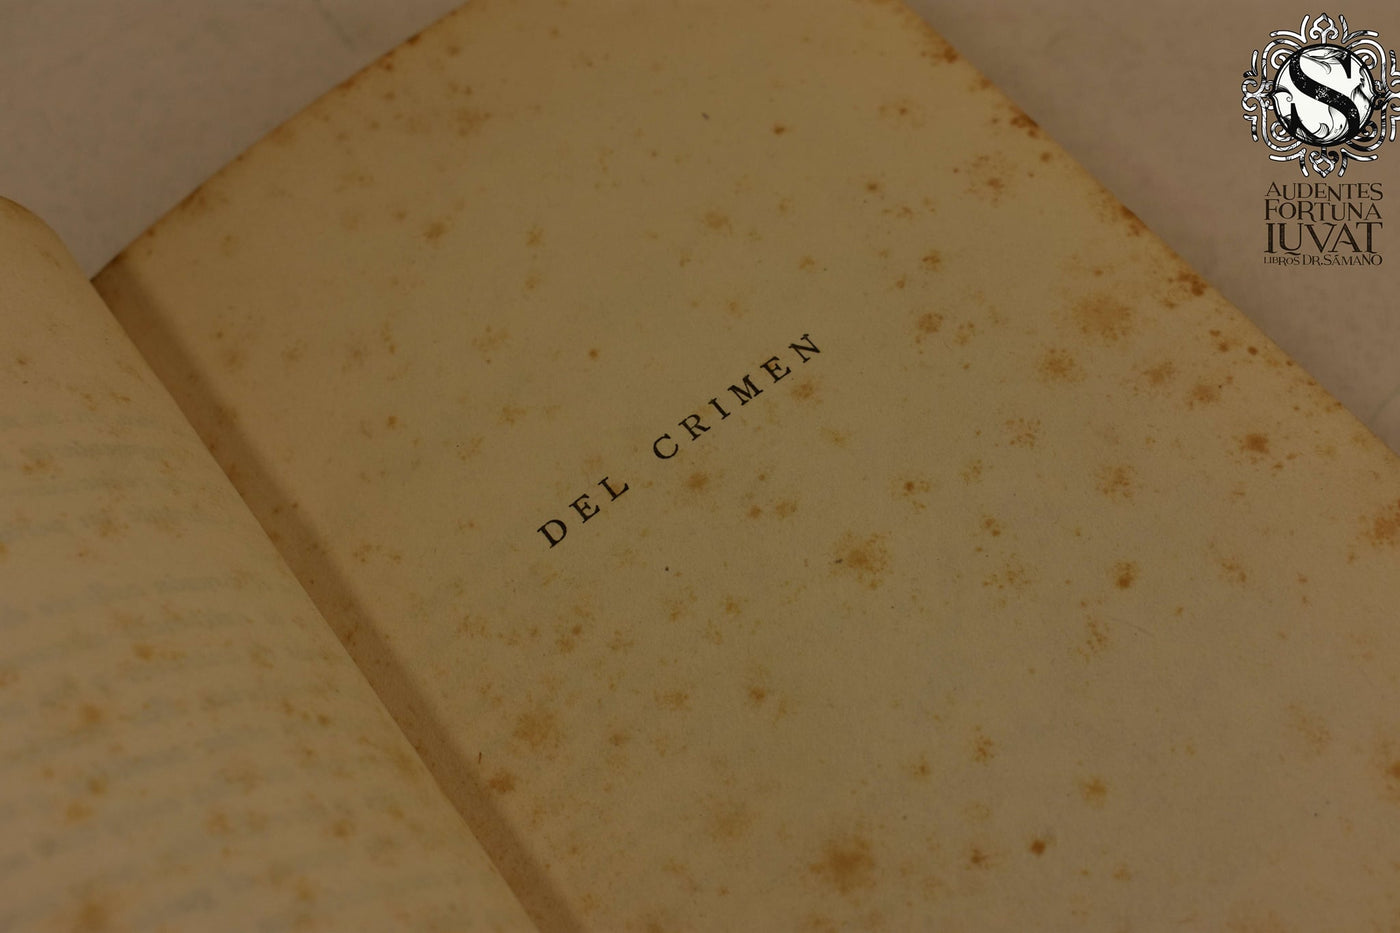 DEL CRIMEN
S
AUDENTES
FORTUNA
IUVAT
LIBROS DR. SÁMANO